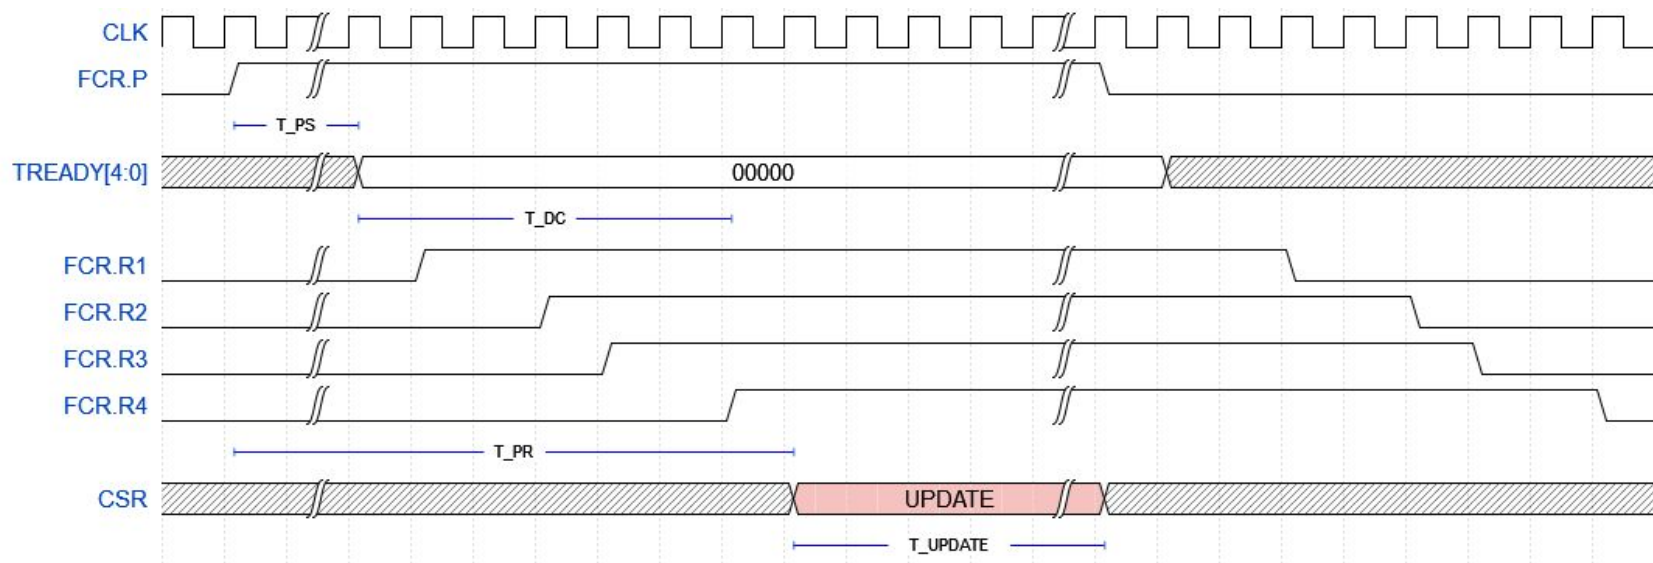 CLK
FCR.P
T_PS
TREADY[4:0]
00000
T_DC
FCR.R1
FCR.R2
FCR.R3
FCR.R4
T_PR
CSR
UPDATE
T_UPDATE